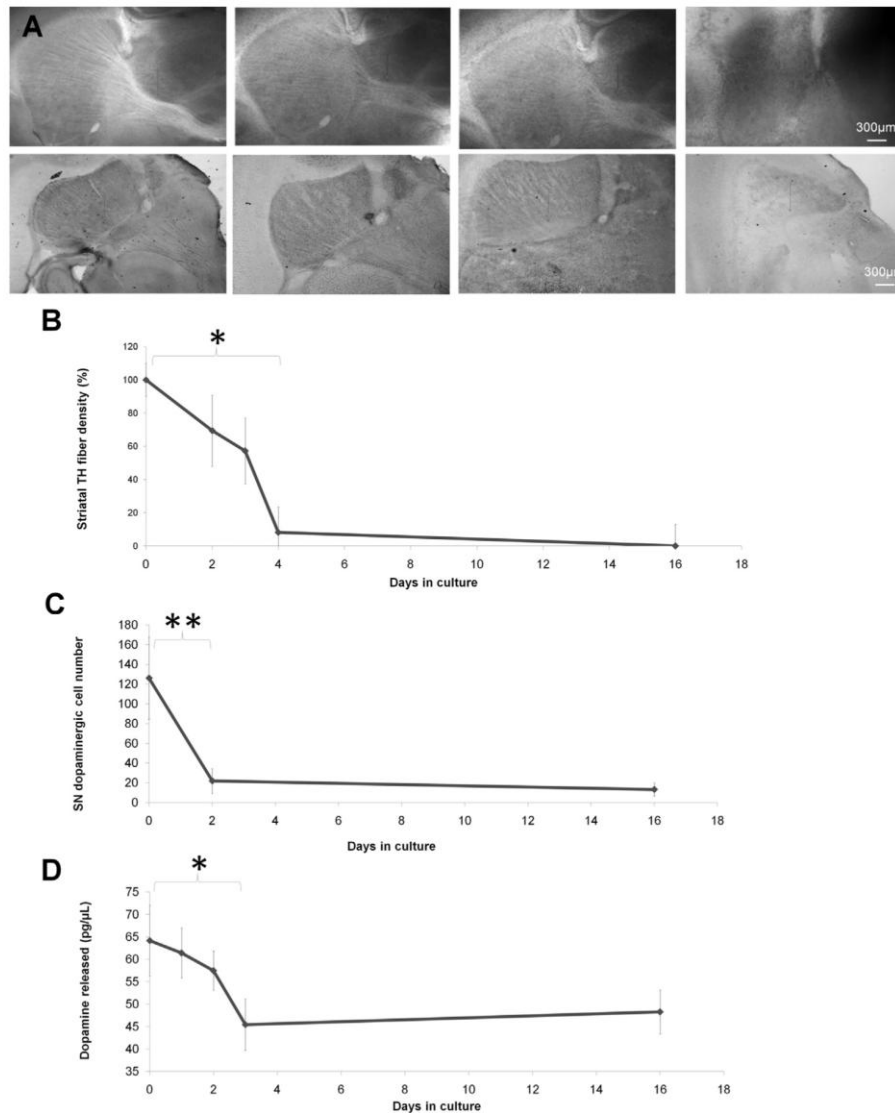 A
300µm
300µm
B
*
120
100
80
60
40
20
0
Striatal TH fiber density (%)
0 2 4 6 8 10 12 14 16 18
Days in culture
C
**
180
160
140
120
100
80
60
40
20
0
SN dopaminergic cell number
0 2 4 6 8 10 12 14 16 18
Days in culture
D
*
75
70
65
60
55
50
45
40
35
Dopamine released (pg/µL)
0 2 4 6 8 10 12 14 16 18
Days in culture